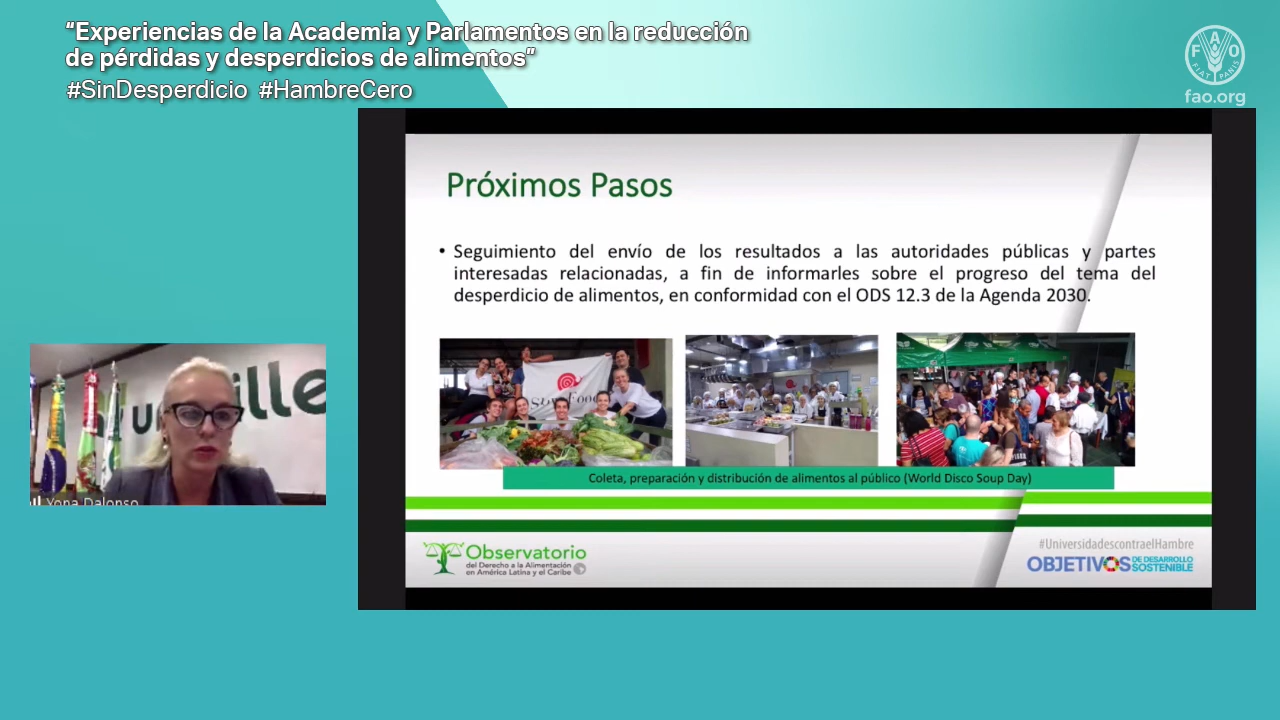 “Experiencias de la Academia y Parlamentos en la reducción
de pérdidas y desperdicios de alimentos”
#SinDesperdicio #HambreCero
FAO
FIAT PANIS
fao.org
Próximos Pasos
• Seguimiento del envío de los resultados a las autoridades públicas y partes
interesadas relacionadas, a fin de informarles sobre el progreso del tema del
desperdicio de alimentos, en conformidad con el ODS 12.3 de la Agenda 2030.
Coleta, preparación y distribución de alimentos al público (World Disco Soup Day)
Observatorio
del Derecho a la Alimentación
en América Latina y el Caribe
#UniversidadescontraelHambre
OBJETIVOS DE DESARROLLO
SOSTENIBLE
Yona Dalonso